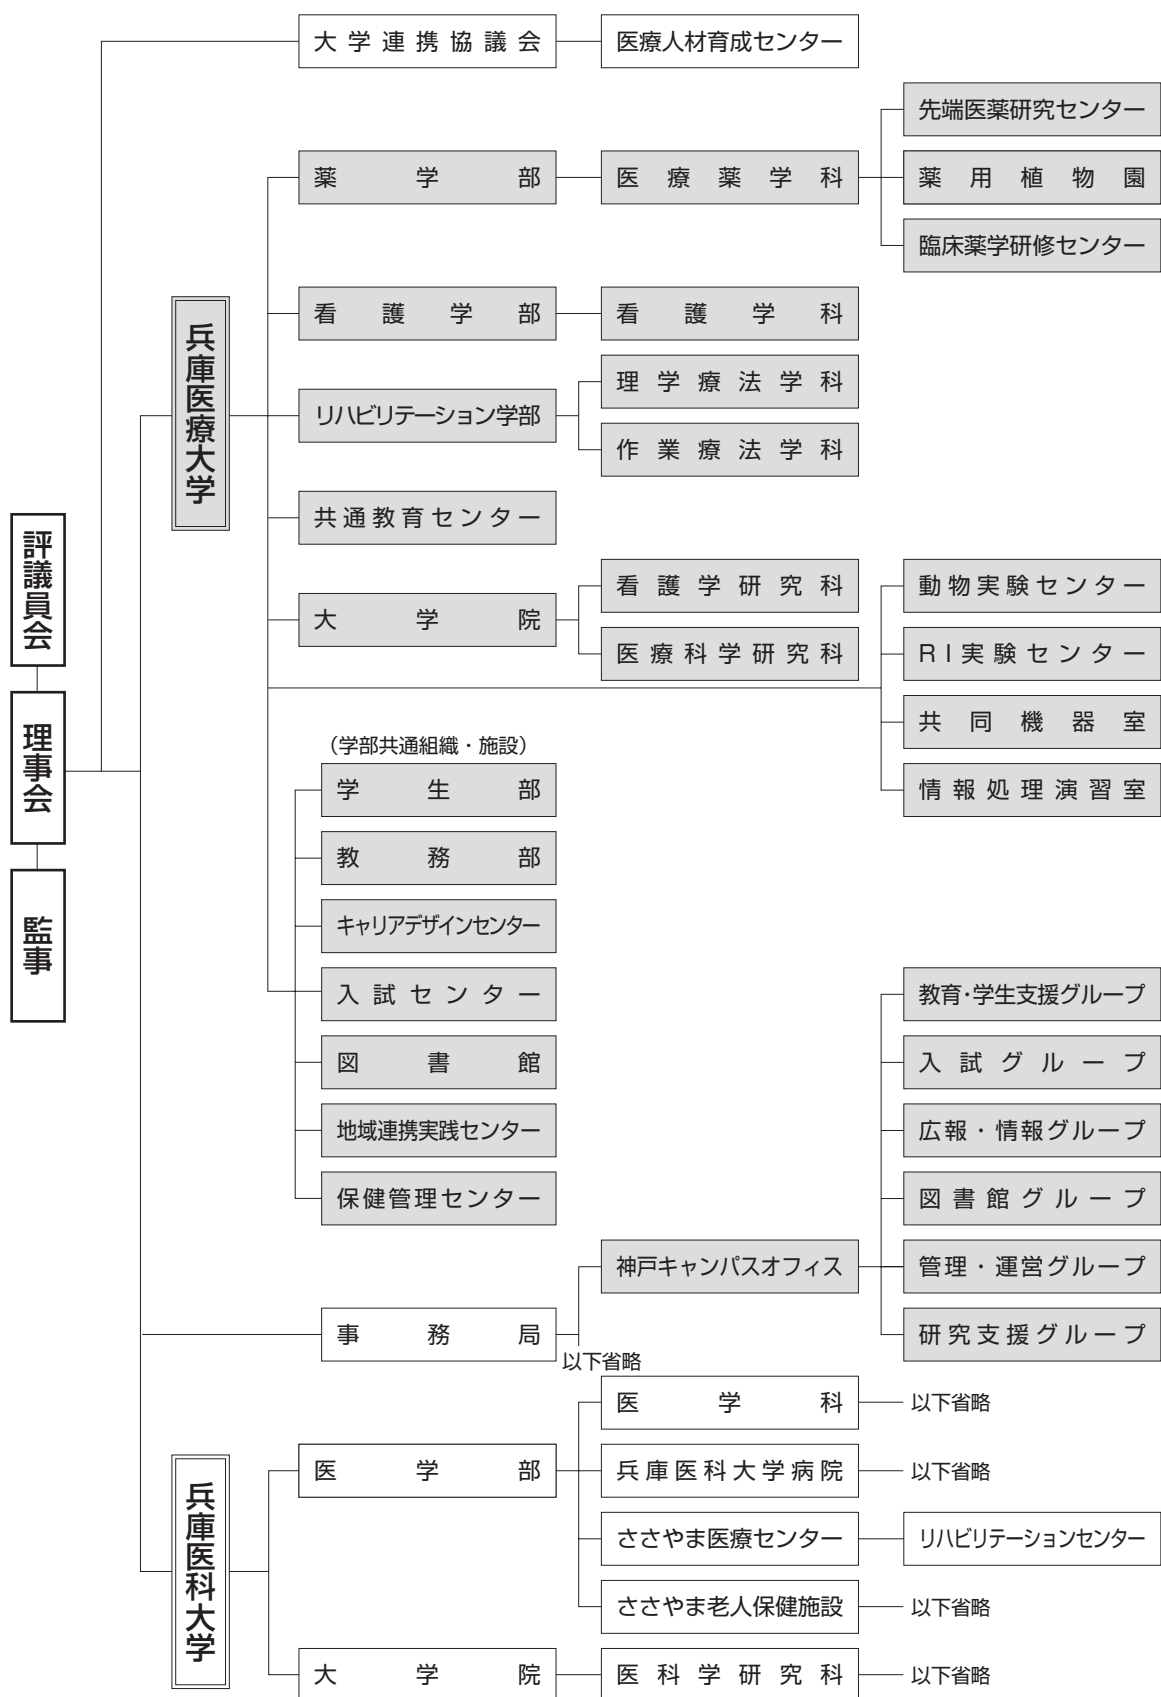 大学連携協議会
医療人材育成センター
先端医薬研究センター
薬学部
医療薬学科
薬用植物園
臨床薬学研修センター
兵庫医療大学
看護学部
看護学科
理学療法学科
リハビリテーション学部
作業療法学科
共通教育センター
評議員会
看護学研究科
動物実験センター
大学院
医療科学研究科
RI実験センター
理事会
共同機器室
(学部共通組織・施設)
学生部
情報処理演習室
教務部
監事
キャリアデザインセンター
入試センター
教育・学生支援グループ
図書館
入試グループ
地域連携実践センター
広報・情報グループ
保健管理センター
図書館グループ
神戸キャンパスオフィス
管理・運営グループ
事務局
研究支援グループ
以下省略
医学科
以下省略
兵庫医科大学
医学部
兵庫医科大学病院
以下省略
ささやま医療センター
リハビリテーションセンター
ささやま老人保健施設
以下省略
大学院
医科学研究科
以下省略